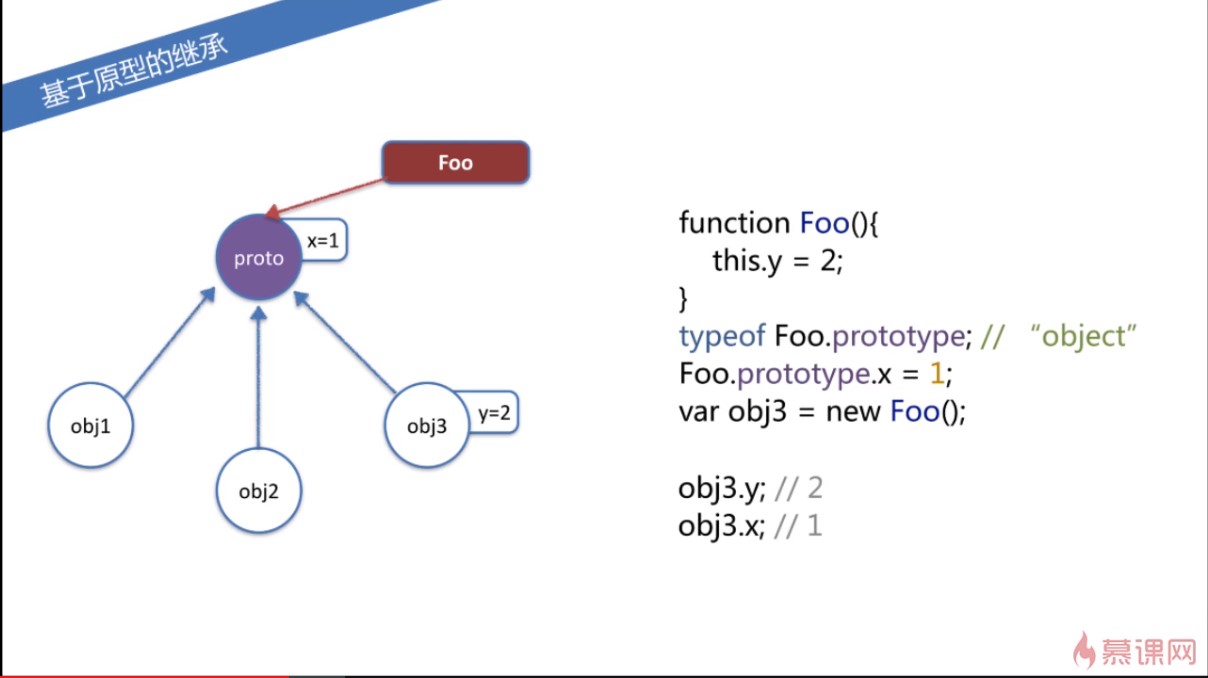 基于原型的继承
Foo
proto
x=1
obj1
obj2
obj3
y=2
function Foo(){
this.y = 2;
}
typeof Foo.prototype; // “object”
Foo.prototype.x = 1;
var obj3 = new Foo();
obj3.y; // 2
obj3.x; // 1
慕课网